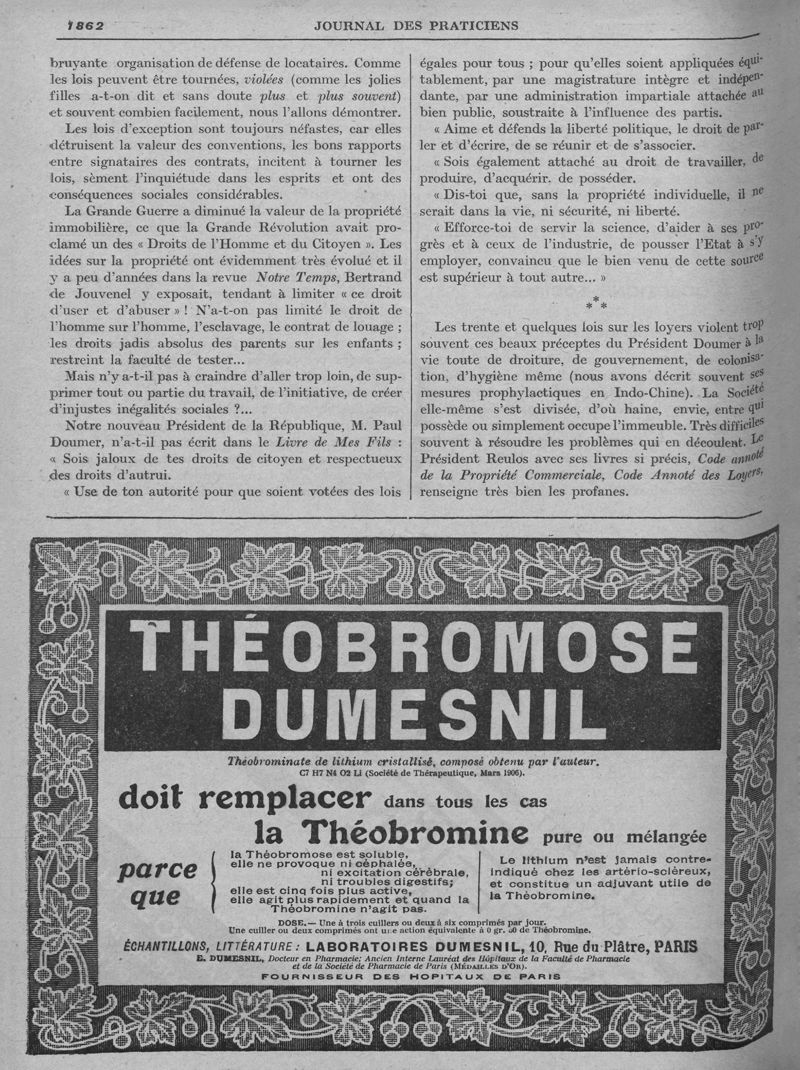 1862
JOURNAL DES PRATICIENS
bruyante organisation de défense de locataires. Comme
les lois peuvent être tournées, violées (comme les jolies
filles a-t-on dit et sans doute plus et plus souvent)
et souvent combien facilement, nous l'allons démontrer.
Les lois d'exception sont toujours néfastes, car elles
détruisent la valeur des conventions, les bons rapports
entre signataires des contrats, incitent à tourner les
lois, sèment l'inquiétude dans les esprits et ont des
conséquences sociales considérables.
La Grande Guerre a diminué la valeur de la propriété
immobilière, ce que la Grande Révolution avait pro-
clamé un des « Droits de l'Homme et du Citoyen ». Les
idées sur la propriété ont évidemment très évolué et il
y a peu d'années dans la revue Notre Temps, Bertrand
de Jouvenel y exposait, tendant à limiter « ce droit
d'user et d'abuser » ! N'a-t-on pas limité le droit de
l'homme sur l'homme, l'esclavage, le contrat de louage ;
les droits jadis absolus des parents sur les enfants ;
restreint la faculté de tester...
Mais n'y a-t-il pas à craindre d'aller trop loin, de sup-
primer tout ou partie du travail, de l'initiative, de créer
d'injustes inégalités sociales ?...
Notre nouveau Président de la République, M. Paul
Doumer, n'a-t-il pas écrit dans le Livre de Mes Fils :
« Sois jaloux de tes droits de citoyen et respectueux
des droits d'autrui.
« Use de ton autorité pour que soient votées des lois
égales pour tous ; pour qu'elles soient appliquées équi-
tablement, par une magistrature intègre et indépen-
dante, par une administration impartiale attachée au
bien public, soustraite à l'influence des partis.
« Aime et défends la liberté politique, le droit de par-
ler et d'écrire, de se réunir et de s'associer.
« Sois également attaché au droit de travailler, de
produire, d'acquérir. de posséder.
« Dis-toi que, sans la propriété individuelle, il ne
serait dans la vie, ni sécurité, ni liberté.
« Efforce-toi de servir la science, d'aider à ses pro-
grès et à ceux de l'industrie, de pousser l'Etat à s'y
employer, convaincu que le bien venu de cette source
est supérieur à tout autre... »
* * *
Les trente et quelques lois sur les loyers violent trop
souvent ces beaux préceptes du Président Doumer à la
vie toute de droiture, de gouvernement, de colonisa-
tion, d'hygiène même (nous avons décrit souvent ses
mesures prophylactiques en Indo-Chine). La Société
elle-même s'est divisée, d'où haine, envie, entre qui
possède ou simplement occupe l'immeuble. Très difficiles
souvent à résoudre les problèmes qui en découlent. Le
Président Reulos avec ses livres si précis, Code annoté
de la Propriété Commerciale, Code Annoté des Loyers,
renseigne très bien les profanes.
THÉOBROMOSE
DUMESNIL
Théobrominate de lithium cristallisé, composé obtenu par l'auteur.
C7 H7 N4 O2 Li (Société de Thérapeutique, Mars 1906).
doit remplacer dans tous les cas
la Théobromine pure ou mélangée
parce
que
la Théobromose est soluble,
elle ne provoque ni céphalée,
ni excitation cérébrale,
ni troubles digestifs;
elle est cinq fois plus active,
elle agit plus rapidement et quand la
Théobromine n'agit pas.
Le lithium n'est jamais contre-
indiqué chez les artério-scléreux,
et constitue un adjuvant utile de
la Théobromine.
DOSE.— Une à trois cuillers ou deux à six comprimés par jour.
Une cuiller ou deux comprimés ont une action équivalente à 0 gr. 50 de Théobromine.
ÉCHANTILLONS, LITTÉRATURE : LABORATOIRES DUMESNIL, 10, Rue du Plâtre, PARIS
E. DUMESNIL, Docteur en Pharmacie; Ancien Interne Lauréat des Hôpitaux de la Faculté de Pharmacie
et de la Société de Pharmacie de Paris (MÉDAILLES D'OR).
FOURNISSEUR DES HOPITAUX DE PARIS